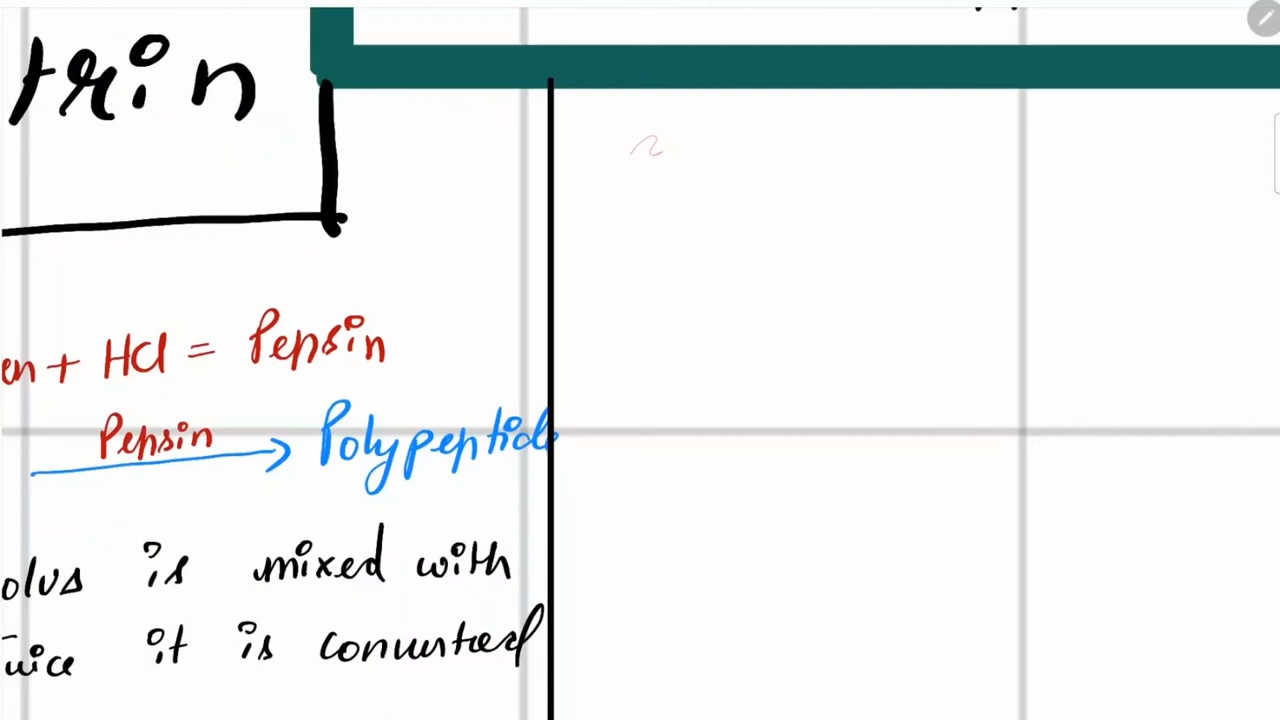 trin
en + HCl = Pepsin
Pepsin
Polypeptide
olus is mixed with
uice it is converted